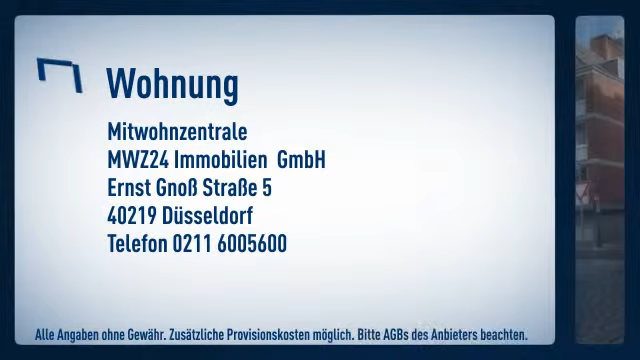 Wohnung
Mitwohnzentrale
MWZ24 Immobilien GmbH
Ernst Gnoß Straße 5
40219 Düsseldorf
Telefon 0211 6005600
Alle Angaben ohne Gewähr. Zusätzliche Provisionskosten möglich. Bitte AGBs des Anbieters beachten.